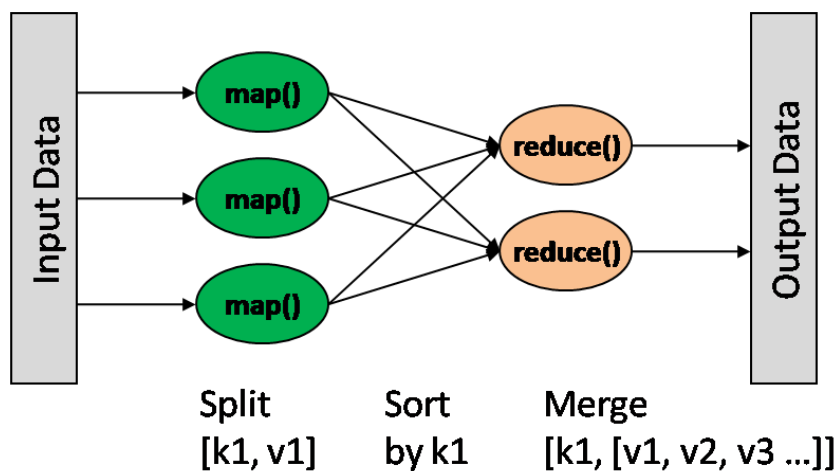 Input Data
map()
map()
map()
reduce()
reduce()
Output Data
Split
[k1, v1]
Sort
by k1
Merge
[k1, [v1, v2, v3 ...]]